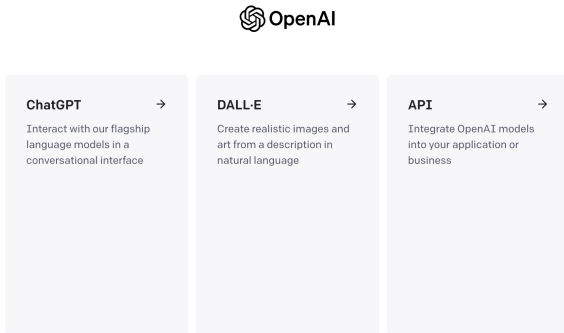 OpenAI
ChatGPT →
Interact with our flagship
language models in a
conversational interface
DALL·E →
Create realistic images and
art from a description in
natural language
API →
Integrate OpenAI models
into your application or
business